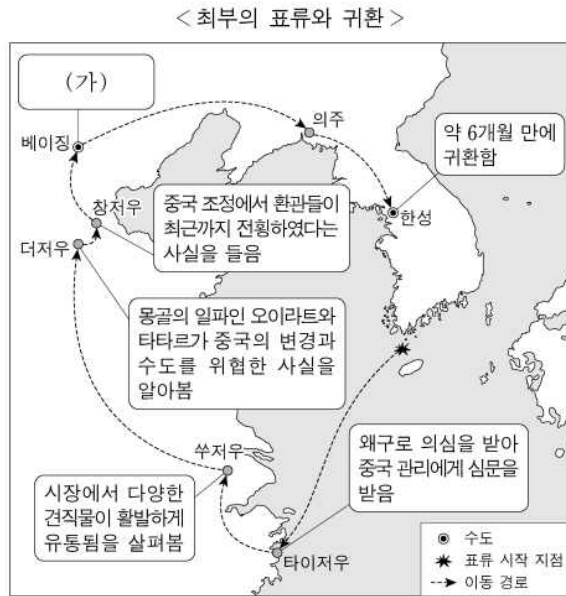 < 최부의 표류와 귀환 >
(가)
베이징
의주
약 6개월 만에
귀환함
한성
창저우
중국 조정에서 환관들이
최근까지 전횡하였다는
사실을 들음
더저우
몽골의 일파인 오이라트와
타타르가 중국의 변경과
수도를 위협한 사실을
알아봄
쑤저우
왜구로 의심을 받아
중국 관리에게 심문을
받음
시장에서 다양한
견직물이 활발하게
유통됨을 살펴봄
타이저우
수도
표류 시작 지점
이동 경로